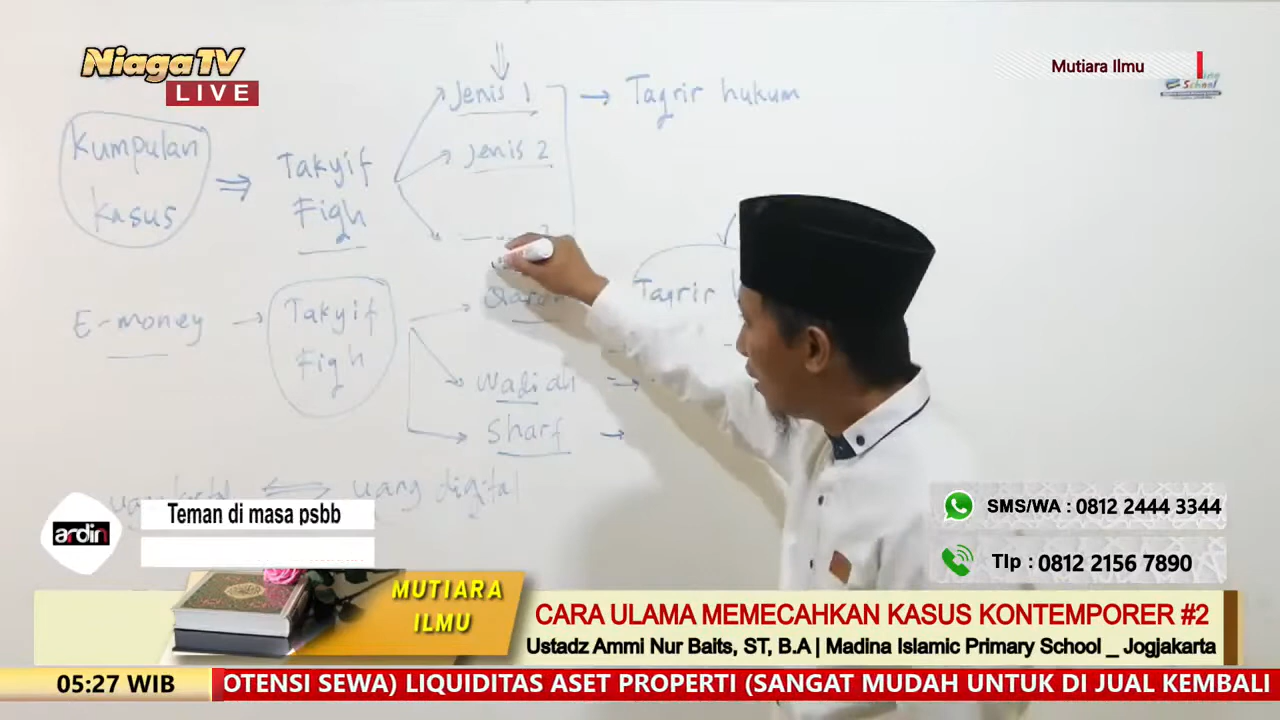 NiagaTV
LIVE
Mutiara Ilmu
School
Kumpulan
kasus
Takyif
Fiqh
Jenis 1
Jenis 2
Taqrir hukum
E-money
Takyif
Fiqh
Qardh
Taqrir
Wadi'ah
Sharf
uang digital
ardin
Teman di masa psbb
SMS/WA : 0812 2444 3344
Tlp : 0812 2156 7890
MUTIARA
ILMU
CARA ULAMA MEMECAHKAN KASUS KONTEMPORER #2
Ustadz Ammi Nur Baits, ST, B.A | Madina Islamic Primary School _ Jogjakarta
05:27 WIB
OTENSI SEWA) LIQUIDITAS ASET PROPERTI (SANGAT MUDAH UNTUK DI JUAL KEMBALI